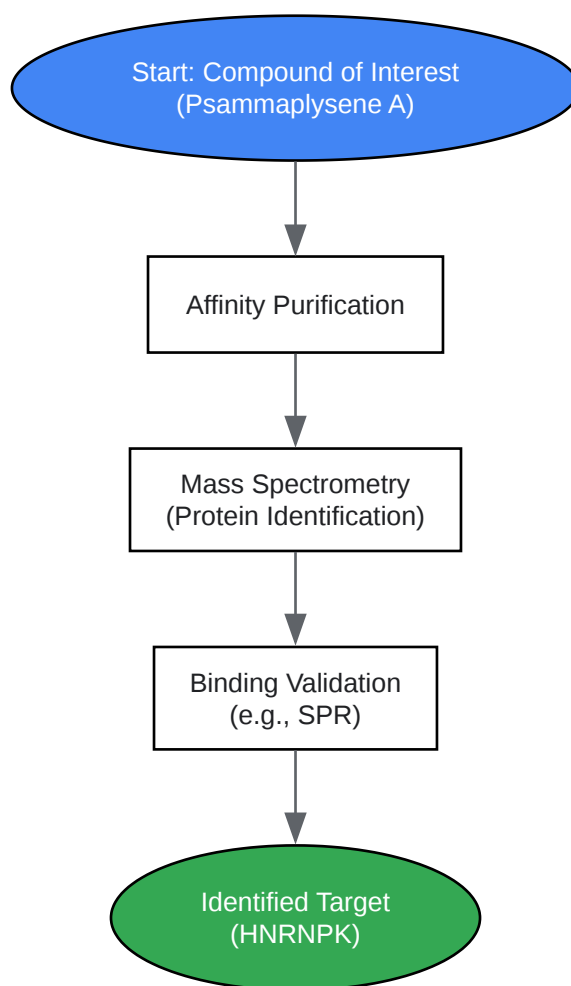 Start: Compound of Interest
(Psammaplysene A)
Affinity Purification
Mass Spectrometry
(Protein Identification)
Binding Validation
(e.g., SPR)
Identified Target
(HNRNPK)